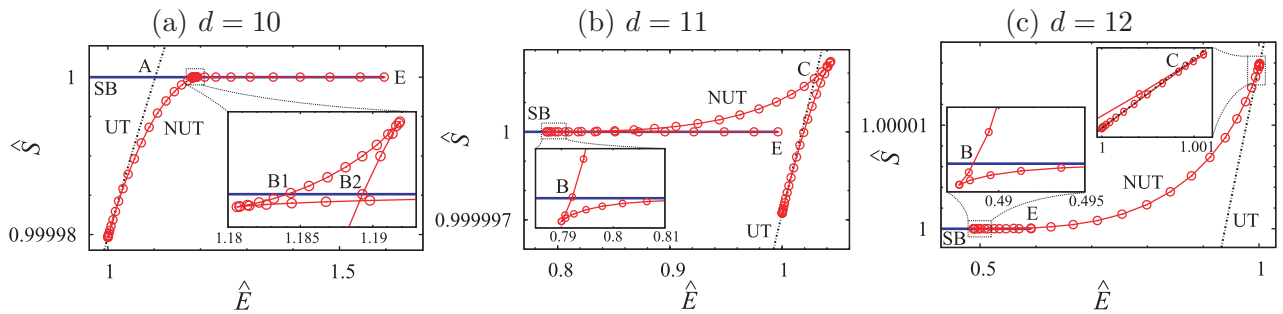 (a) d = 10
Ŝ
1
0.99998
SB
A
UT
NUT
E
B1
B2
1.18
1.185
1.19
1
1.5
Ê
(b) d = 11
Ŝ
1
0.999997
SB
NUT
C
E
B
UT
0.79
0.8
0.81
0.8
0.9
1
Ê
(c) d = 12
Ŝ
1.00001
1
C
1
1.001
B
0.49
0.495
NUT
SB
E
UT
0.5
1
Ê